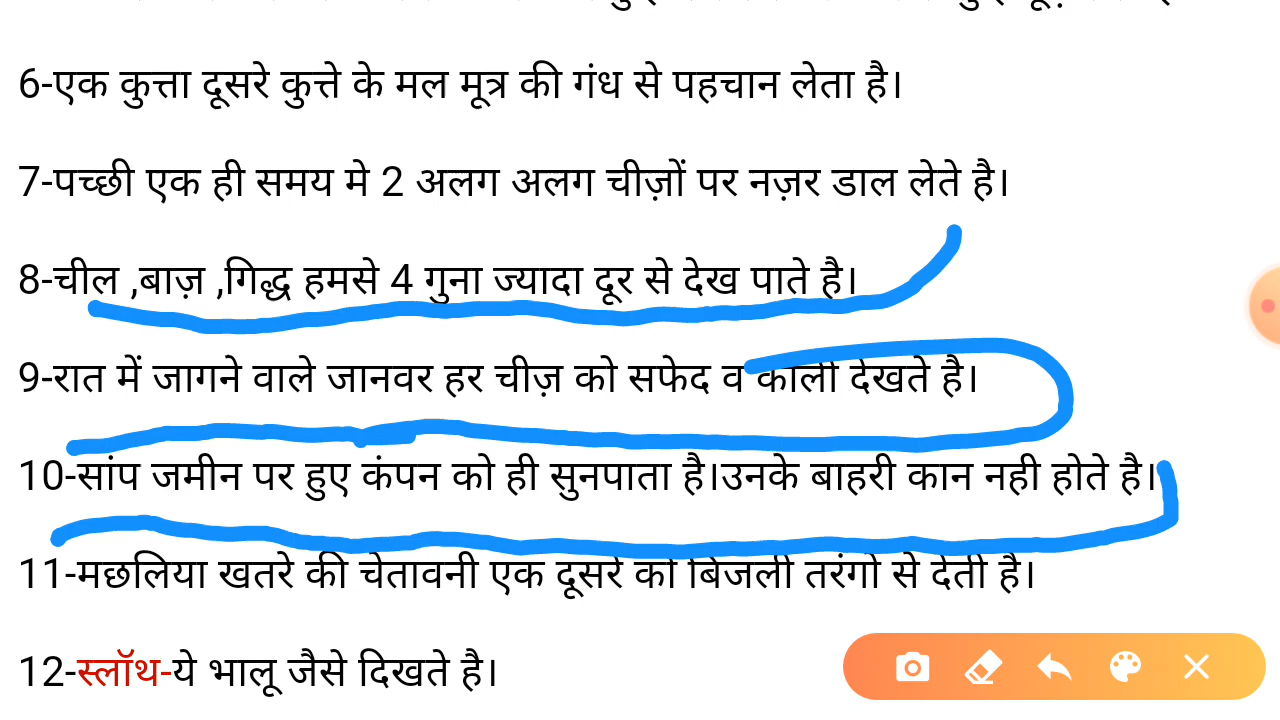 6-एक कुत्ता दूसरे कुत्ते के मल मूत्र की गंध से पहचान लेता है।
7-पच्छी एक ही समय मे 2 अलग अलग चीज़ों पर नज़र डाल लेते है।
8-चील ,बाज़ ,गिद्ध हमसे 4 गुना ज्यादा दूर से देख पाते है।
9-रात में जागने वाले जानवर हर चीज़ को सफेद व काली देखते है।
10-सांप जमीन पर हुए कंपन को ही सुनपाता है।उनके बाहरी कान नही होते है।
11-मछलिया खतरे की चेतावनी एक दूसरे को बिजली तरंगो से देती है।
12-स्लॉथ-ये भालू जैसे दिखते है।